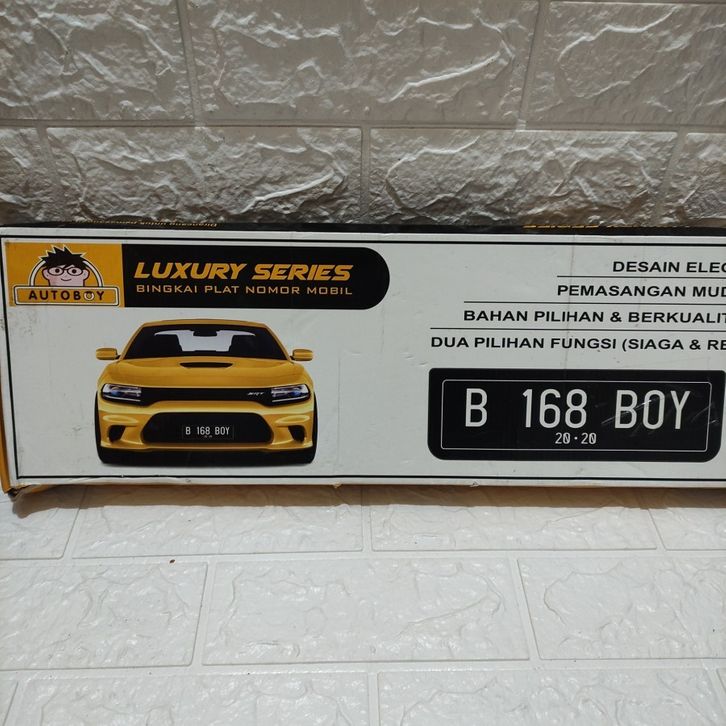 AUTOBOY
LUXURY SERIES
BINGKAI PLAT NOMOR MOBIL
DESAIN ELEG
PEMASANGAN MUD
BAHAN PILIHAN & BERKUALIT
DUA PILIHAN FUNGSI (SIAGA & RE
B 168 BOY
20·20
SRT
B 168 BOY